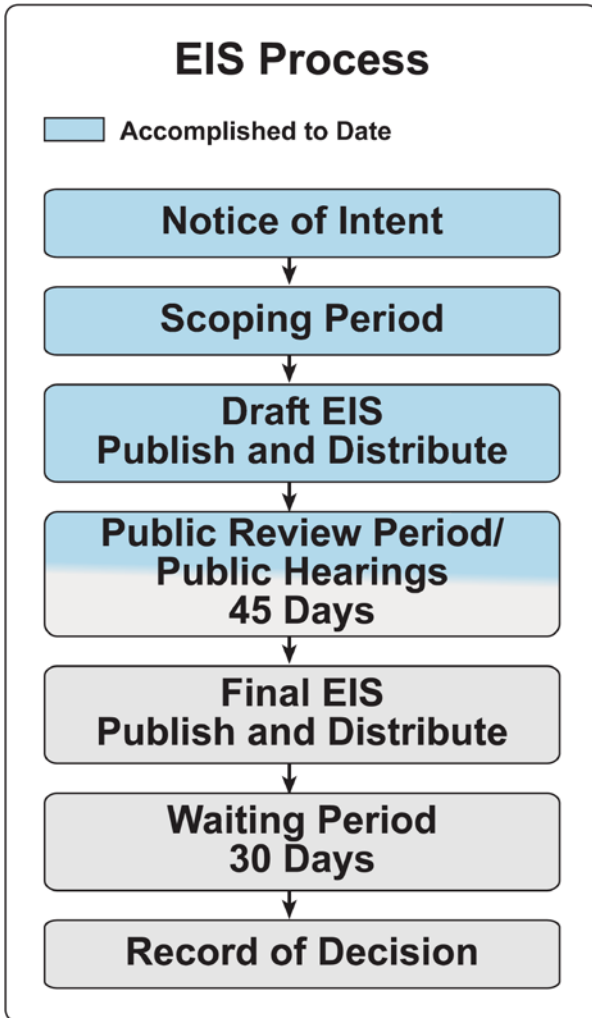 EIS Process
Accomplished to Date
Notice of Intent
Scoping Period
Draft EIS
Publish and Distribute
Public Review Period/
Public Hearings
45 Days
Final EIS
Publish and Distribute
Waiting Period
30 Days
Record of Decision